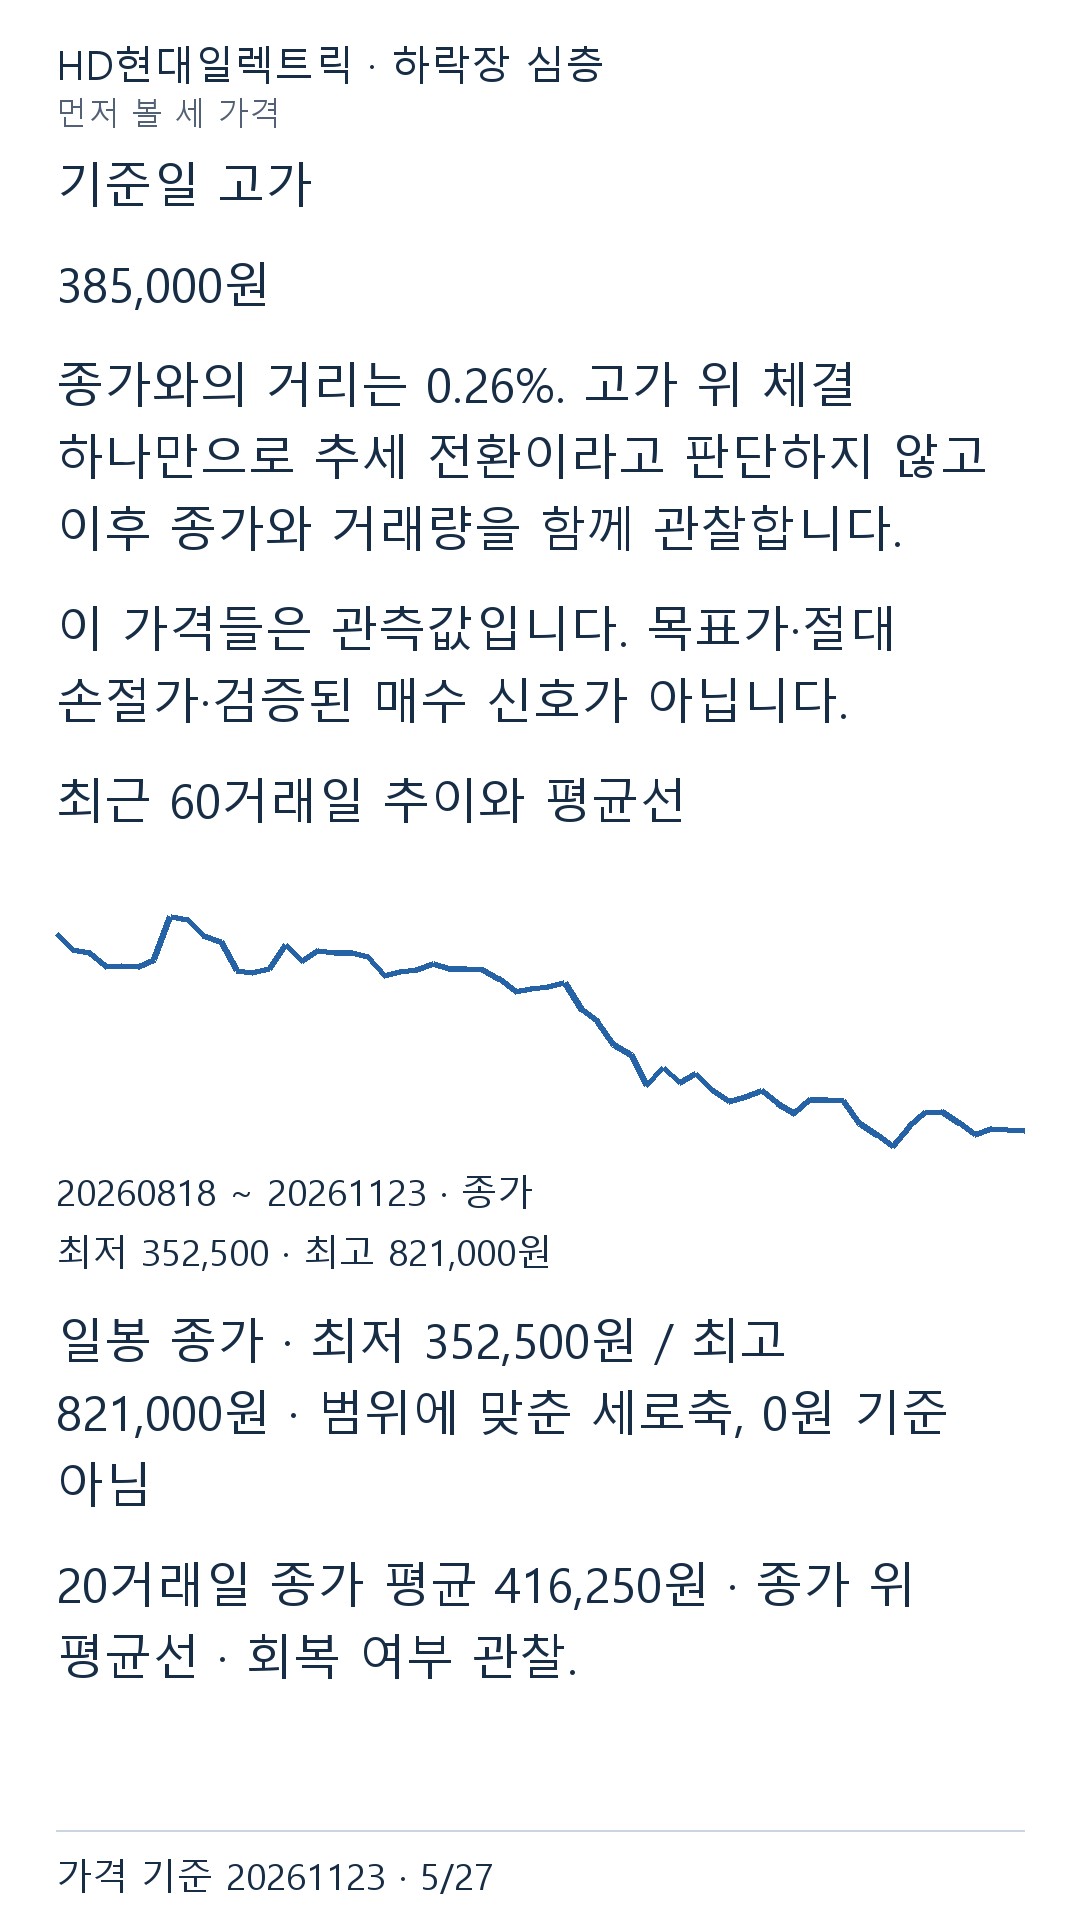 HD현대일렉트릭 · 하락장 심층
먼저 볼 세 가격
기준일 고가
385,000원
종가와의 거리는 0.26%. 고가 위 체결
하나만으로 추세 전환이라고 판단하지 않고
이후 종가와 거래량을 함께 관찰합니다.
이 가격들은 관측값입니다. 목표가·절대
손절가·검증된 매수 신호가 아닙니다.
최근 60거래일 추이와 평균선
20260818 ~ 20261123 · 종가
최저 352,500 · 최고 821,000원
일봉 종가 · 최저 352,500원 / 최고
821,000원 · 범위에 맞춘 세로축, 0원 기준
아님
20거래일 종가 평균 416,250원 · 종가 위
평균선 · 회복 여부 관찰.
가격 기준 20261123 · 5/27